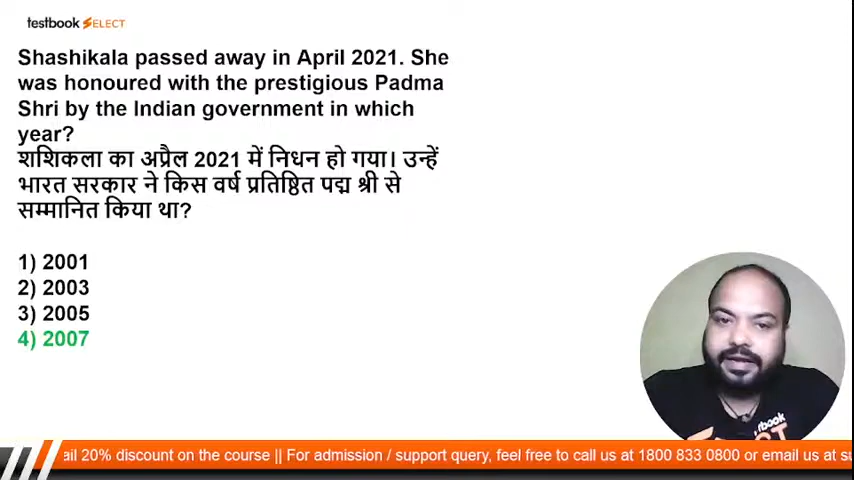 testbook SELECT
Shashikala passed away in April 2021. She
was honoured with the prestigious Padma
Shri by the Indian government in which
year?
शशिकला का अप्रैल 2021 में निधन हो गया। उन्हें
भारत सरकार ने किस वर्ष प्रतिष्ठित पद्म श्री से
सम्मानित किया था?
1) 2001
2) 2003
3) 2005
4) 2007
ail 20% discount on the course || For admission / support query, feel free to call us at 1800 833 0800 or email us at su